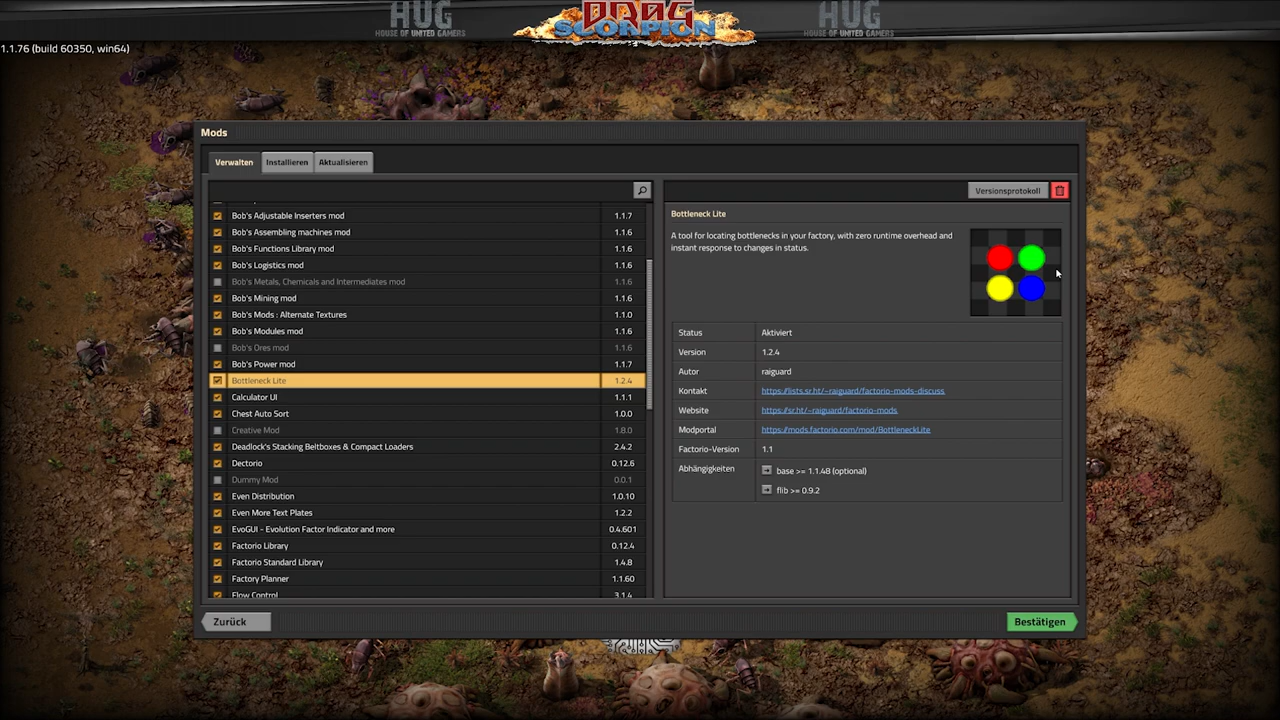 HUG
HOUSE OF UNITED GAMERS
DRAG
SCORPION
HUG
HOUSE OF UNITED GAMERS
1.1.76 (build 60350, win64)
Mods
Verwalten Installieren Aktualisieren
Versionsprotokoll
Bob's Adjustable Inserters mod 1.1.7
Bob's Assembling machines mod 1.1.6
Bob's Functions Library mod 1.1.6
Bob's Logistics mod 1.1.6
Bob's Metals, Chemicals and Intermediates mod 1.1.6
Bob's Mining mod 1.1.6
Bob's Mods : Alternate Textures 1.1.0
Bob's Modules mod 1.1.6
Bob's Ores mod 1.1.6
Bob's Power mod 1.1.7
Bottleneck Lite 1.2.4
Calculator UI 1.1.1
Chest Auto Sort 1.0.0
Creative Mod 1.8.0
Deadlock's Stacking Beltboxes & Compact Loaders 2.4.2
Dectorio 0.12.6
Dummy Mod 0.0.1
Even Distribution 1.0.10
Even More Text Plates 1.2.2
EvoGUI - Evolution Factor Indicator and more 0.4.601
Factorio Library 0.12.4
Factorio Standard Library 1.4.8
Factory Planner 1.1.60
Flow Control 3.1.4
Bottleneck Lite
A tool for locating bottlenecks in your factory, with zero runtime overhead and
instant response to changes in status.
Status Aktiviert
Version 1.2.4
Autor raiguard
Kontakt https://lists.sr.ht/~raiguard/factorio-mods-discuss
Website https://sr.ht/~raiguard/factorio-mods
Modportal https://mods.factorio.com/mod/BottleneckLite
Factorio-Version 1.1
Abhängigkeiten base >= 1.1.48 (optional)
flib >= 0.9.2
Zurück
Bestätigen